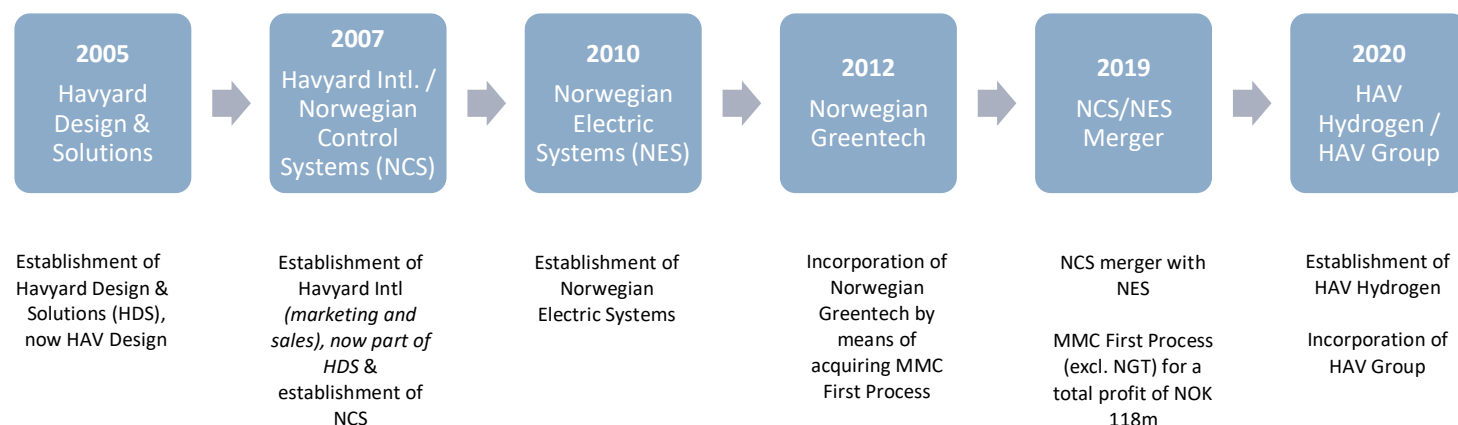 2005
Havyard
Design &
Solutions
2007
Havyard Intl. /
Norwegian
Control
Systems (NCS)
2010
Norwegian
Electric
Systems (NES)
2012
Norwegian
Greentech
2019
NCS/NES
Merger
2020
HAV
Hydrogen /
HAV Group
Establishment of
Havyard Design &
Solutions (HDS),
now HAV Design
Establishment of
Havyard Intl
(marketing and
sales), now part of
HDS &
establishment of
NCS
Establishment of
Norwegian
Electric Systems
Incorporation of
Norwegian
Greentech by
means of
acquiring MMC
First Process
NCS merger with
NES
MMC First Process
(excl. NGT) for a
total profit of NOK
118m
Establishment of
HAV Hydrogen
Incorporation of
HAV Group